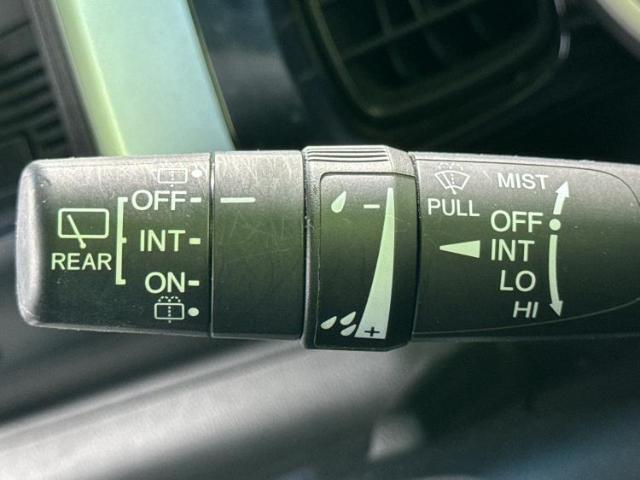 REAR
OFF
INT
ON
−
+
PULL
MIST
OFF
INT
LO
HI